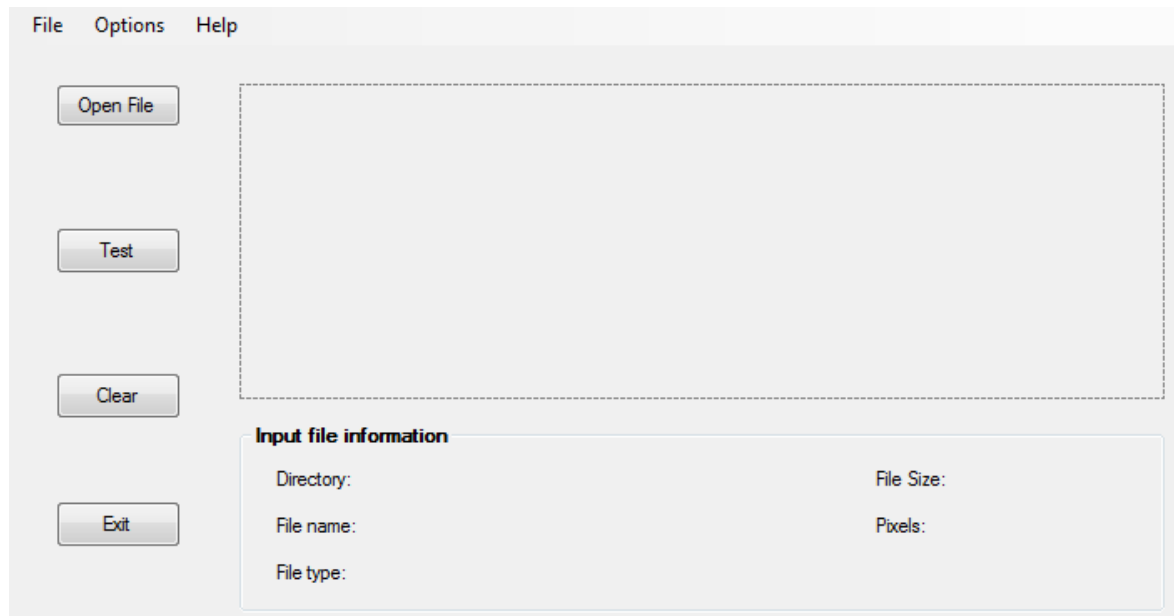 File Options Help
Open File
Test
Clear
Exit
Input file information
Directory:
File Size:
File name:
Pixels:
File type: